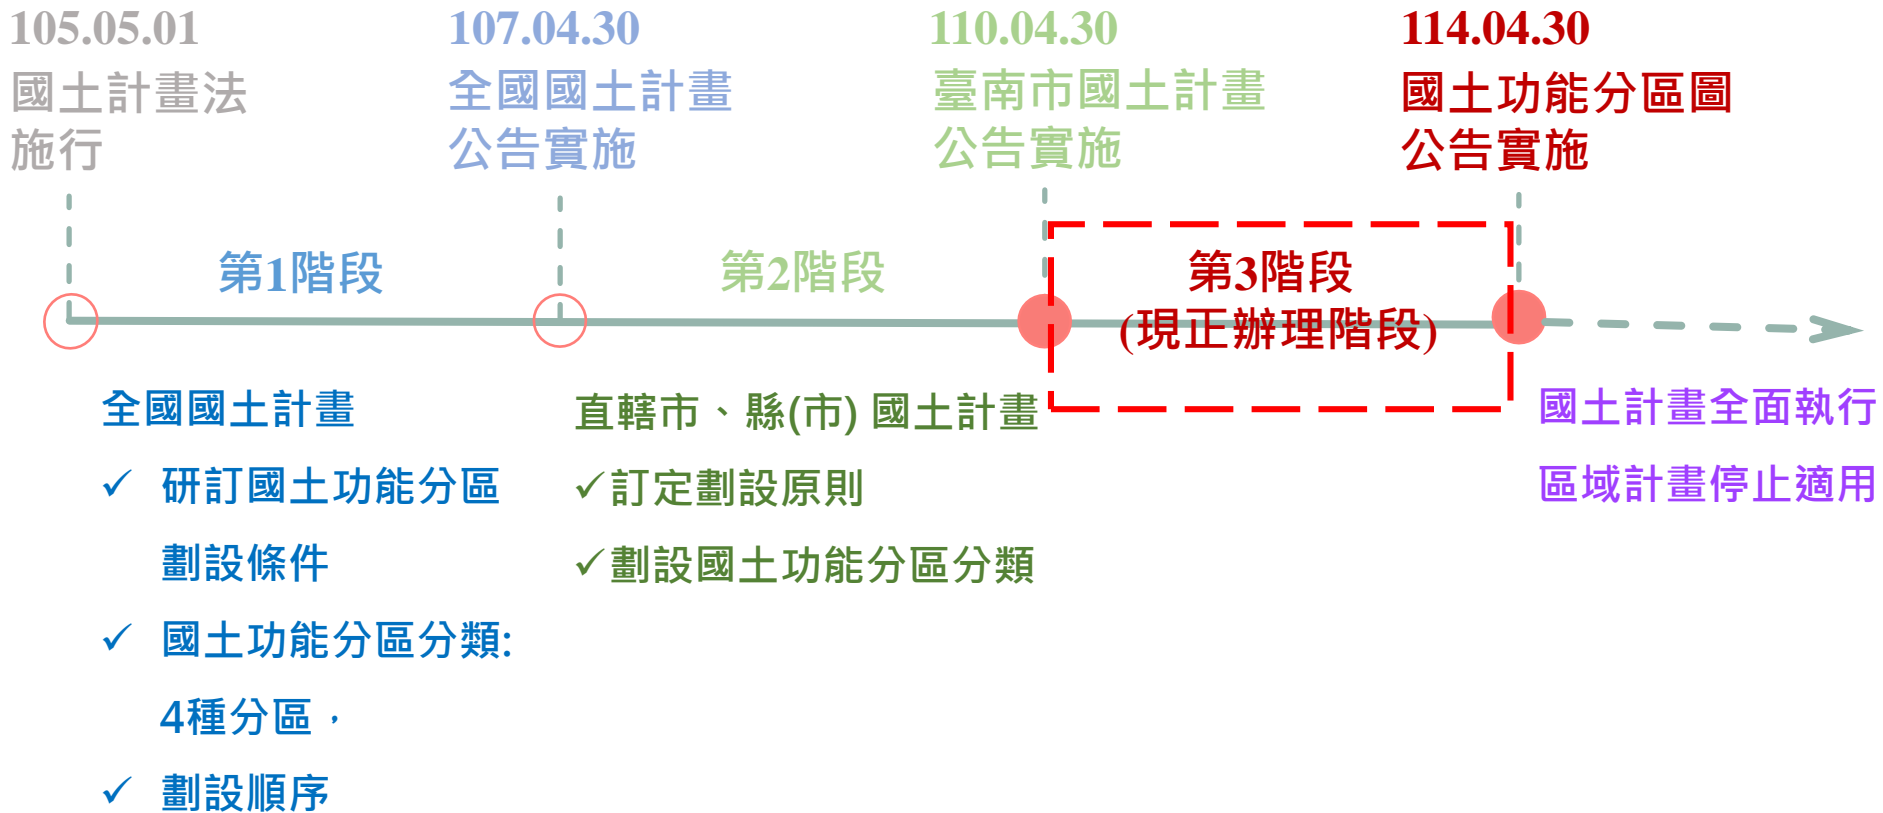 105.05.01
國土計畫法
施行
107.04.30
全國國土計畫
公告實施
110.04.30
臺南市國土計畫
公告實施
114.04.30
國土功能分區圖
公告實施
第1階段
第2階段
第3階段
(現正辦理階段)
全國國土計畫
✓ 研訂國土功能分區
劃設條件
✓ 國土功能分區分類:
4種分區，
✓ 劃設順序
直轄市、縣(市) 國土計畫
✓訂定劃設原則
✓劃設國土功能分區分類
國土計畫全面執行
區域計畫停止適用